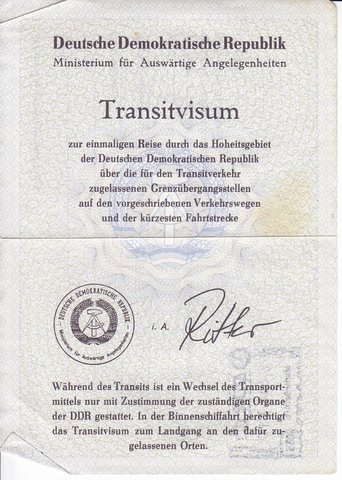 Deutsche Demokratische Republik
Ministerium für Auswärtige Angelegenheiten
Transitvisum
zur einmaligen Reise durch das Hoheitsgebiet
der Deutschen Demokratischen Republik
über die für den Transitverkehr
zugelassenen Grenzübergangsstellen
auf den vorgeschriebenen Verkehrswegen
und der kürzesten Fahrtstrecke
DEUTSCHE DEMOKRATISCHE REPUBLIK
Ministerium für Auswärtige Angelegenheiten
i. A.
Während des Transits ist ein Wechsel des Transport-
mittels nur mit Zustimmung der zuständigen Organe
der DDR gestattet. In der Binnenschiffahrt berechtigt
das Transitvisum zum Landgang an den dafür zu-
gelassenen Orten.